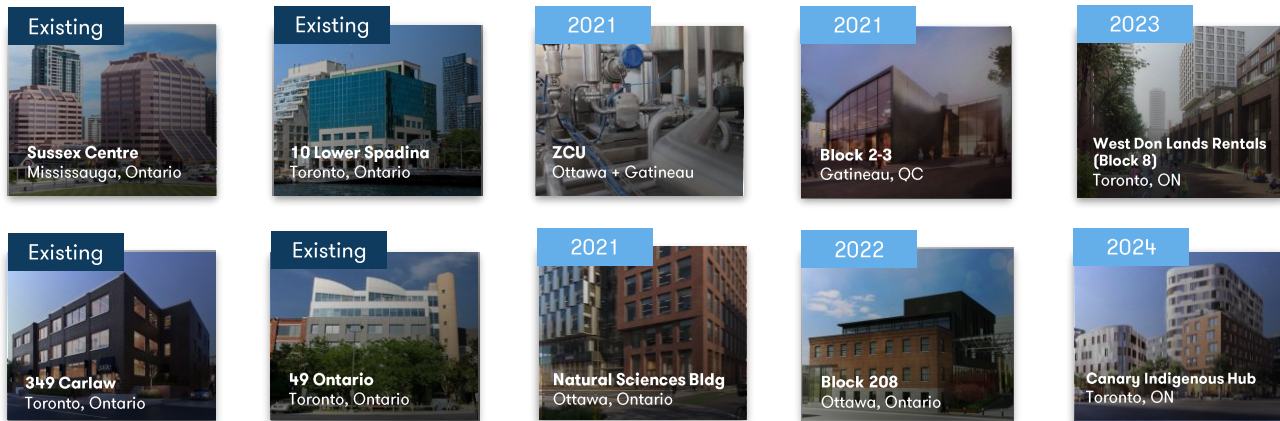 Existing
Sussex Centre
Mississauga, Ontario
Existing
10 Lower Spadina
Toronto, Ontario
2021
ZCU
Ottawa + Gatineau
2021
Block 2-3
Gatineau, QC
2023
West Don Lands Rentals
(Block 8)
Toronto, ON
Existing
349 Carlaw
Toronto, Ontario
Existing
49 Ontario
Toronto, Ontario
2021
Natural Sciences Bldg
Ottawa, Ontario
2022
Block 208
Ottawa, Ontario
2024
Canary Indigenous Hub
Toronto, ON